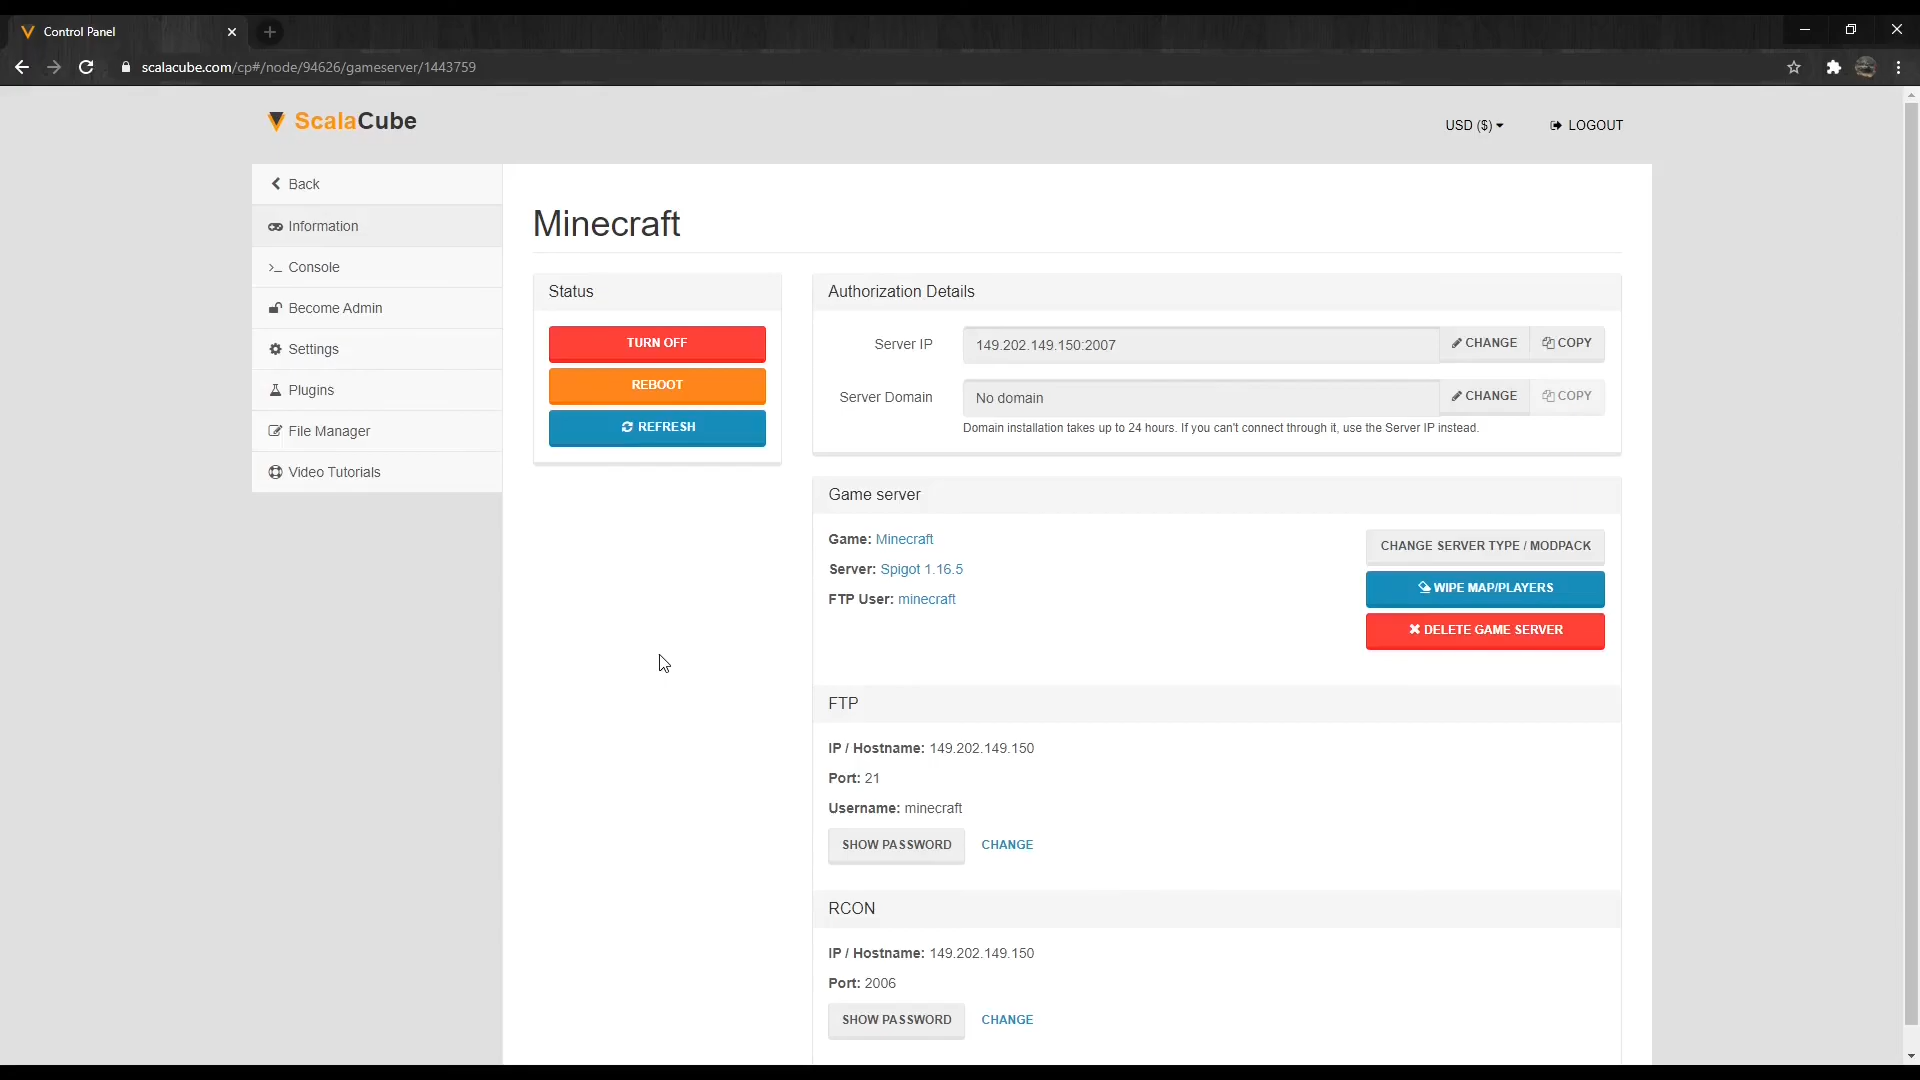 Control Panel
scalacube.com/cp#/node/94626/gameserver/1443759
ScalaCube
USD ($)
LOGOUT
Back
Information
Console
Become Admin
Settings
Plugins
File Manager
Video Tutorials
Minecraft
Status
TURN OFF
REBOOT
REFRESH
Authorization Details
Server IP 149.202.149.150:2007 CHANGE COPY
Server Domain No domain CHANGE COPY
Domain installation takes up to 24 hours. If you can't connect through it, use the Server IP instead.
Game server
Game: Minecraft
Server: Spigot 1.16.5
FTP User: minecraft
CHANGE SERVER TYPE / MODPACK
WIPE MAP/PLAYERS
DELETE GAME SERVER
FTP
IP / Hostname: 149.202.149.150
Port: 21
Username: minecraft
SHOW PASSWORD CHANGE
RCON
IP / Hostname: 149.202.149.150
Port: 2006
SHOW PASSWORD CHANGE